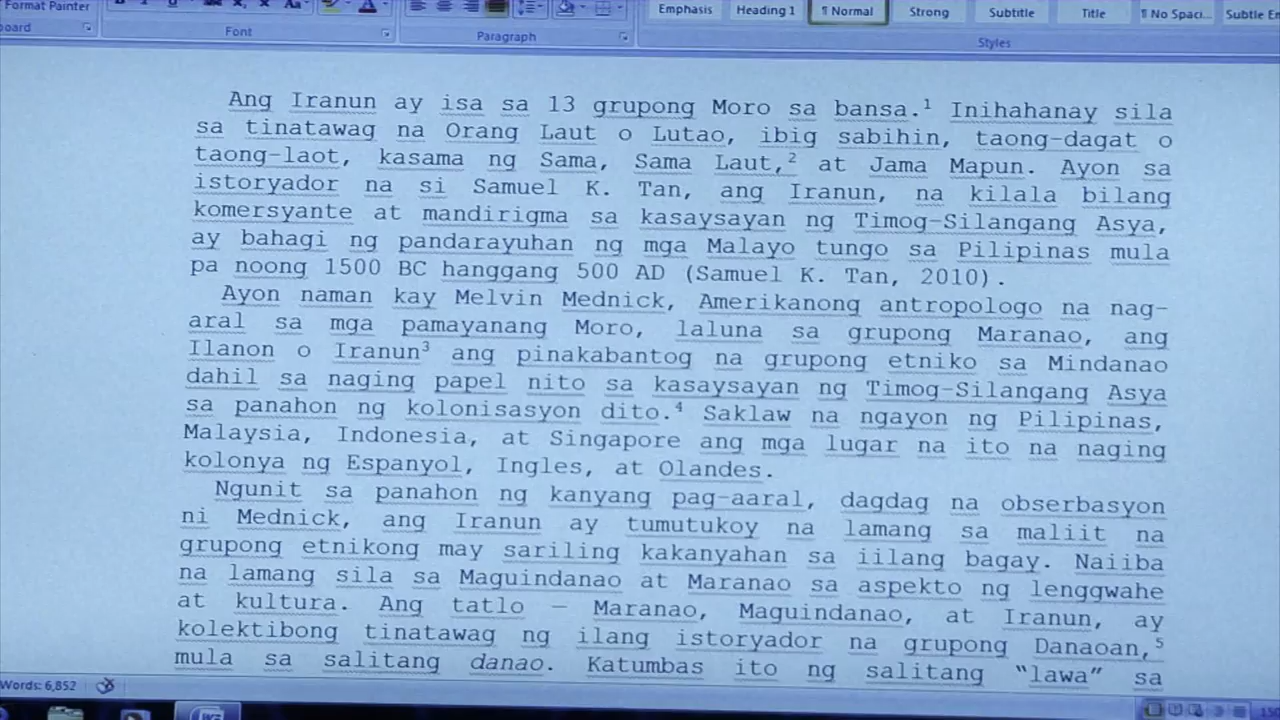 Format Painter
Emphasis Heading 1 ¶ Normal Strong Subtitle Title ¶ No Spaci... Subtle Em
board Font Paragraph Styles
Ang Iranun ay isa sa 13 grupong Moro sa bansa.¹ Inihahanay sila
sa tinatawag na Orang Laut o Lutao, ibig sabihin, taong-dagat o
taong-laot, kasama ng Sama, Sama Laut,² at Jama Mapun. Ayon sa
istoryador na si Samuel K. Tan, ang Iranun, na kilala bilang
komersyante at mandirigma sa kasaysayan ng Timog-Silangang Asya,
ay bahagi ng pandarayuhan ng mga Malayo tungo sa Pilipinas mula
pa noong 1500 BC hanggang 500 AD (Samuel K. Tan, 2010).
Ayon naman kay Melvin Mednick, Amerikanong antropologo na nag-
aral sa mga pamayanang Moro, laluna sa grupong Maranao, ang
Ilanon o Iranun³ ang pinakabantog na grupong etniko sa Mindanao
dahil sa naging papel nito sa kasaysayan ng Timog-Silangang Asya
sa panahon ng kolonisasyon dito.⁴ Saklaw na ngayon ng Pilipinas,
Malaysia, Indonesia, at Singapore ang mga lugar na ito na naging
kolonya ng Espanyol, Ingles, at Olandes.
Ngunit sa panahon ng kanyang pag-aaral, dagdag na obserbasyon
ni Mednick, ang Iranun ay tumutukoy na lamang sa maliit na
grupong etnikong may sariling kakanyahan sa iilang bagay. Naiiba
na lamang sila sa Maguindanao at Maranao sa aspekto ng lenggwahe
at kultura. Ang tatlo — Maranao, Maguindanao, at Iranun, ay
kolektibong tinatawag ng ilang istoryador na grupong Danaoan,⁵
mula sa salitang danao. Katumbas ito ng salitang “lawa” sa
Words: 6,852